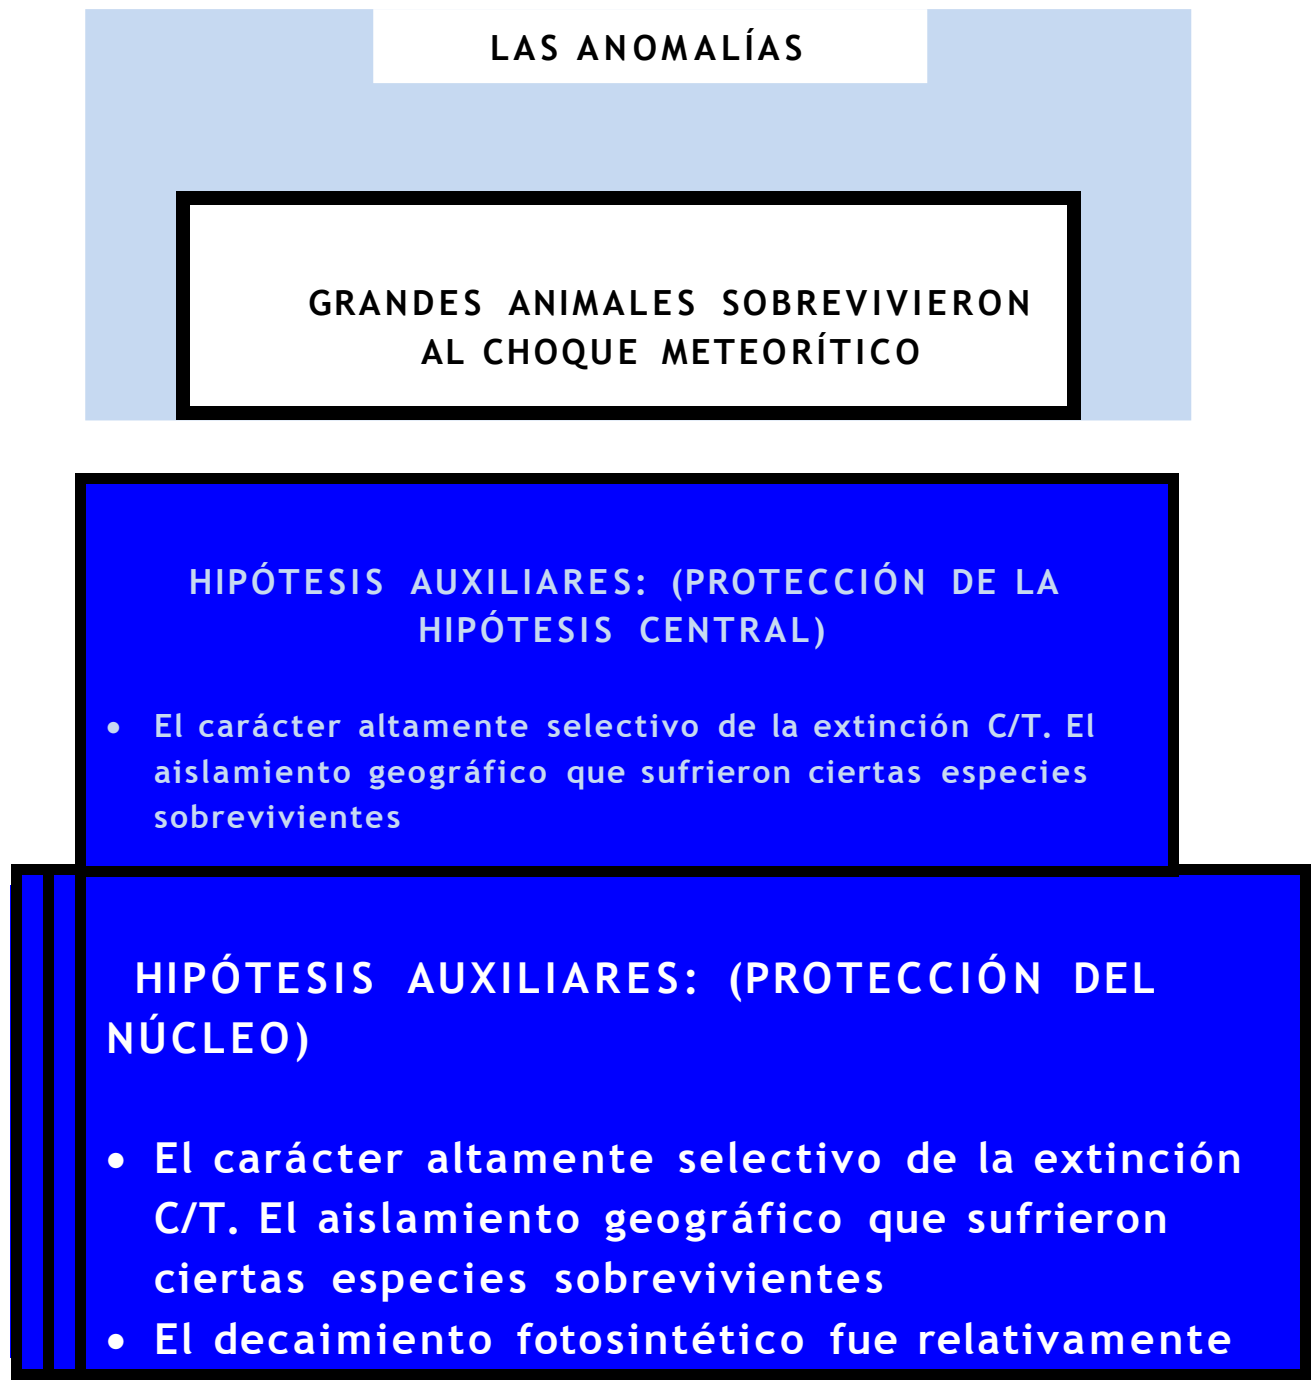 LAS ANOMALÍAS
GRANDES ANIMALES SOBREVIVIERON
AL CHOQUE METEORÍTICO
HIPÓTESIS AUXILIARES: (PROTECCIÓN DE LA
HIPÓTESIS CENTRAL)
• El carácter altamente selectivo de la extinción C/T. El
aislamiento geográfico que sufrieron ciertas especies
sobrevivientes
HIPÓTESIS AUXILIARES: (PROTECCIÓN DEL
NÚCLEO)
• El carácter altamente selectivo de la extinción
C/T. El aislamiento geográfico que sufrieron
ciertas especies sobrevivientes
• El decaimiento fotosintético fue relativamente